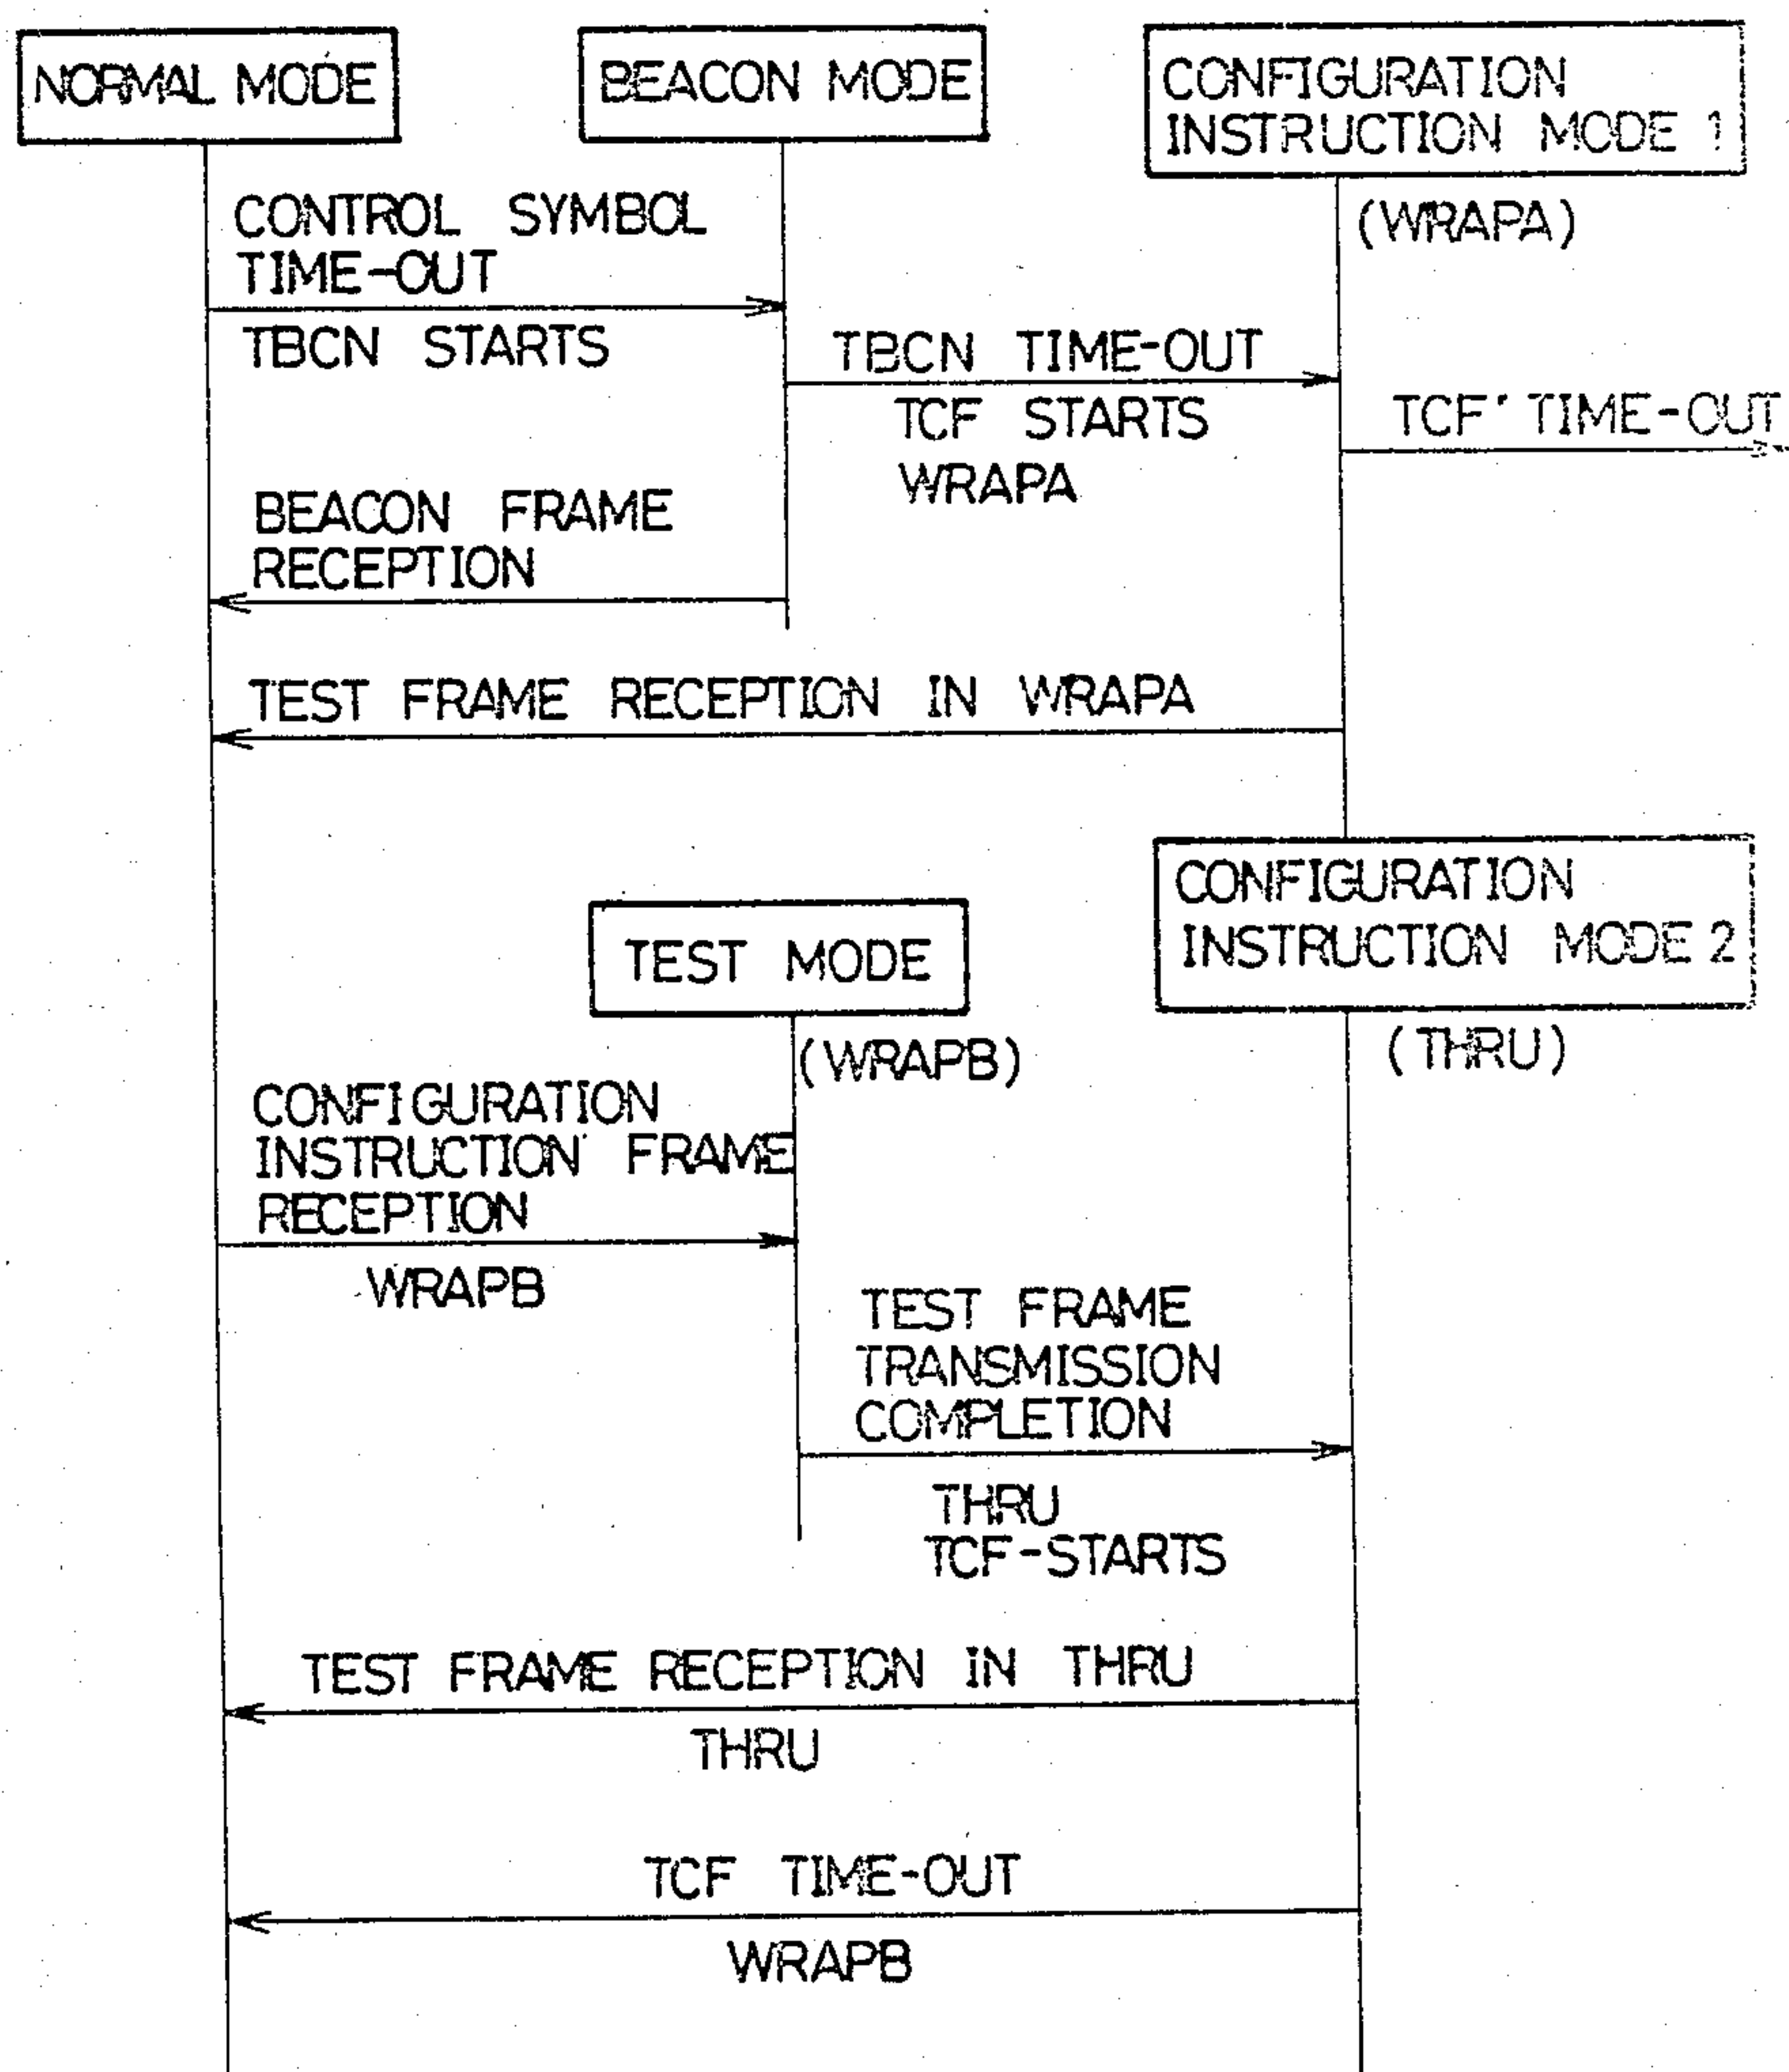 NORMAL MODE
BEACON MODE
CONFIGURATION
INSTRUCTION MODE 1
(WRAPA)
CONTROL SYMBOL
TIME-OUT
TBCN STARTS
TBCN TIME-OUT
TCF STARTS
WRAPA
TCF' TIME-OUT
BEACON FRAME
RECEPTION
TEST FRAME RECEPTION IN WRAPA
CONFIGURATION
INSTRUCTION MODE 2
(THRU)
TEST MODE
(WRAPB)
CONFIGURATION
INSTRUCTION FRAME
RECEPTION
WRAPB
TEST FRAME
TRANSMISSION
COMPLETION
THRU
TCF-STARTS
TEST FRAME RECEPTION IN THRU
THRU
TCF TIME-OUT
WRAPB